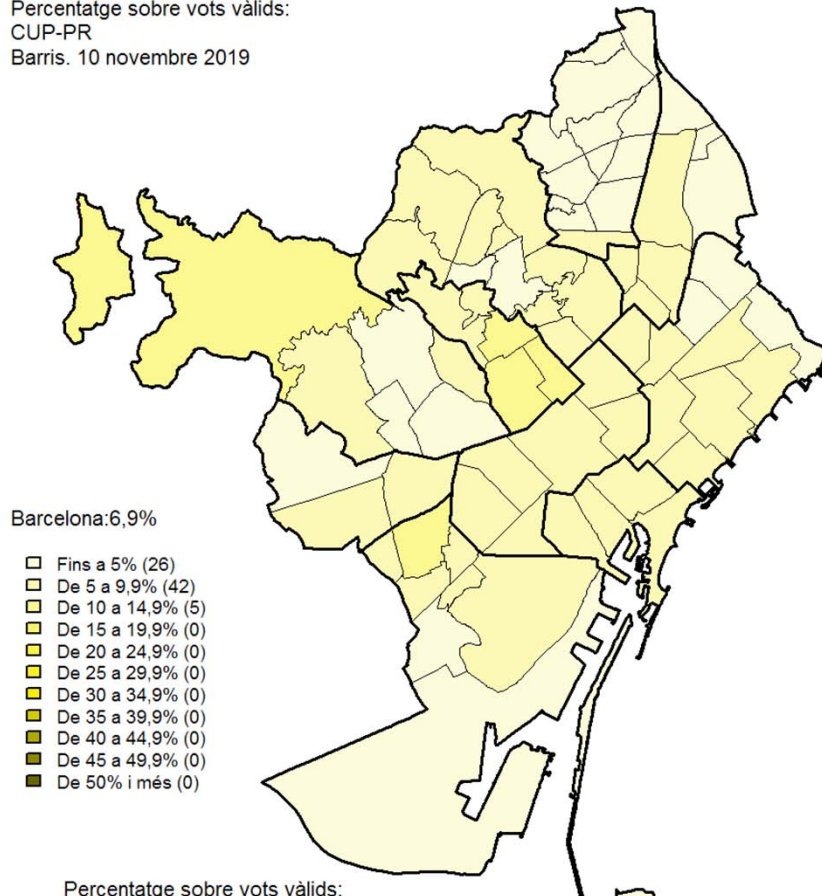 Percentatge sobre vots vàlids:
CUP-PR
Barris. 10 novembre 2019
Barcelona:6,9%
Fins a 5% (26)
De 5 a 9,9% (42)
De 10 a 14,9% (5)
De 15 a 19,9% (0)
De 20 a 24,9% (0)
De 25 a 29,9% (0)
De 30 a 34,9% (0)
De 35 a 39,9% (0)
De 40 a 44,9% (0)
De 45 a 49,9% (0)
De 50% i més (0)
Percentatge sobre vots vàlids: